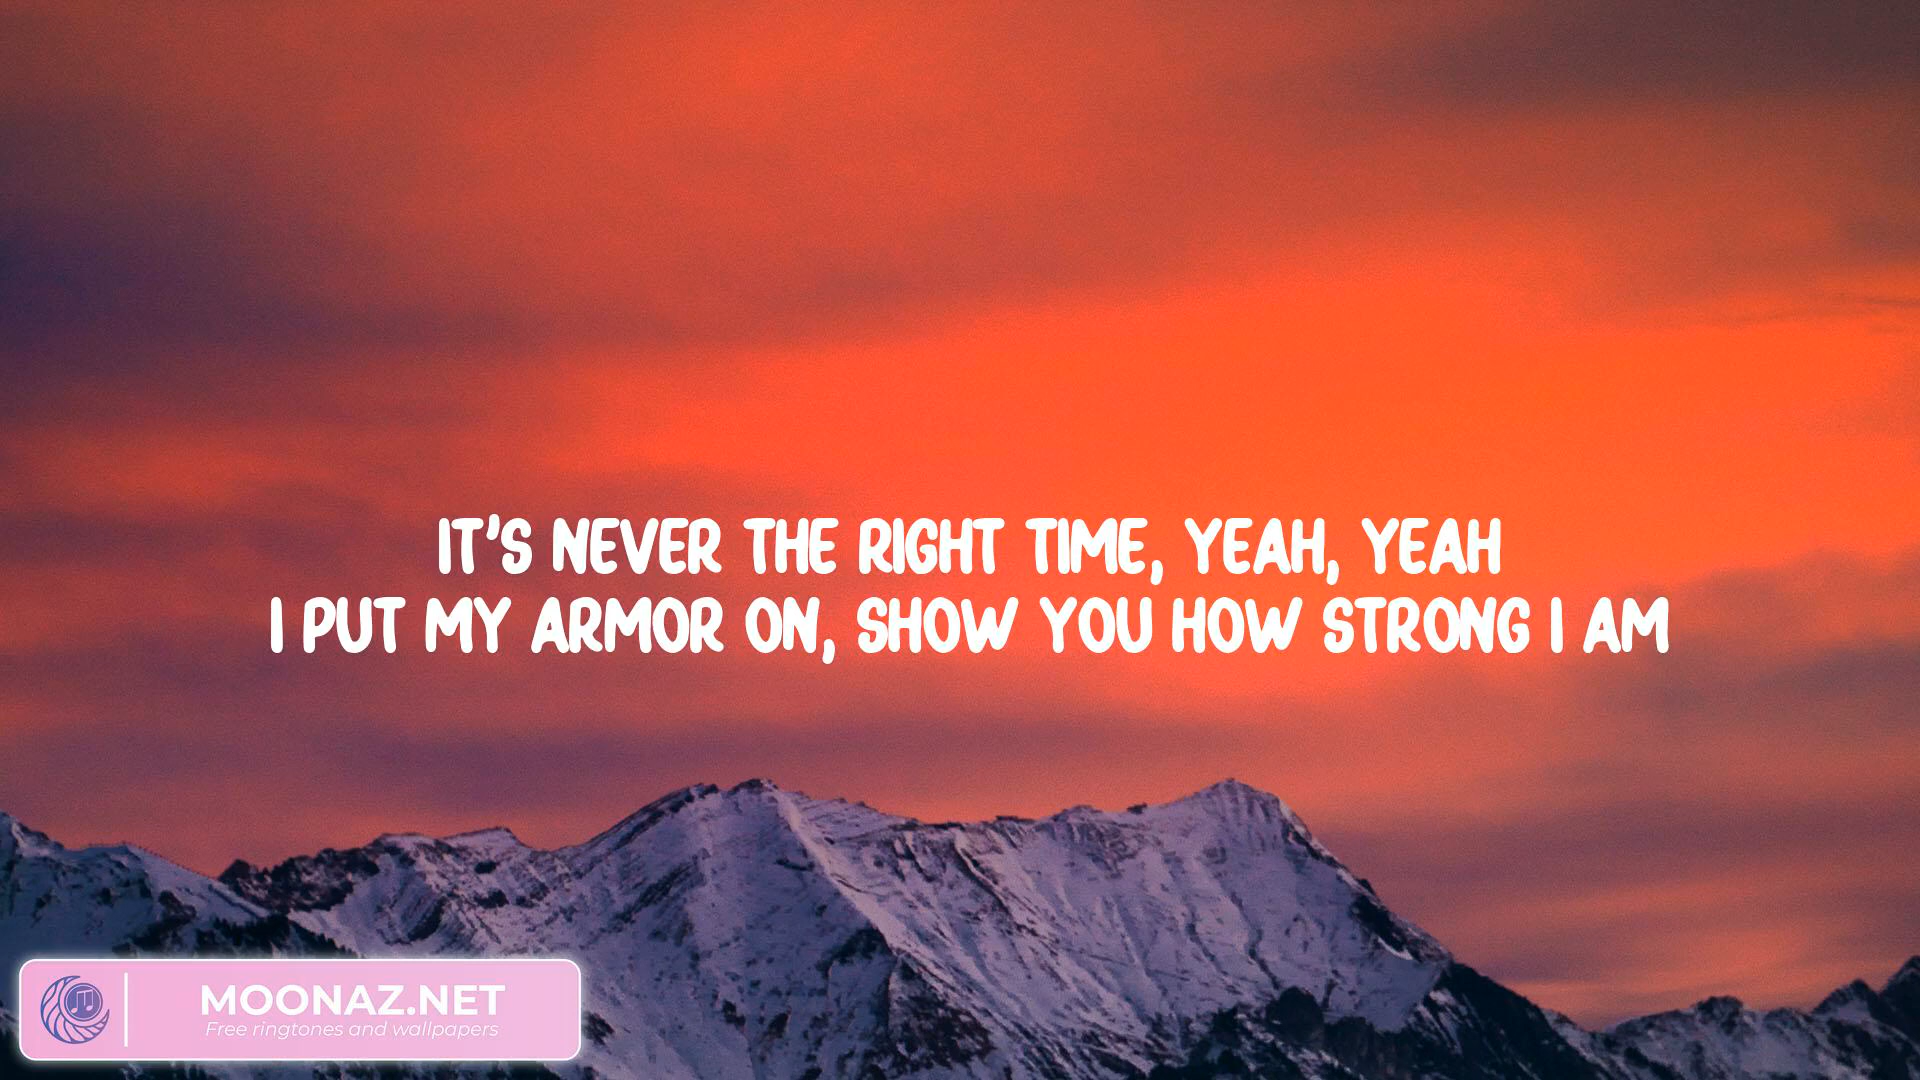 IT'S NEVER THE RIGHT TIME, YEAH, YEAH
I PUT MY ARMOR ON, SHOW YOU HOW STRONG I AM
MOONAZ.NET
Free ringtones and wallpapers